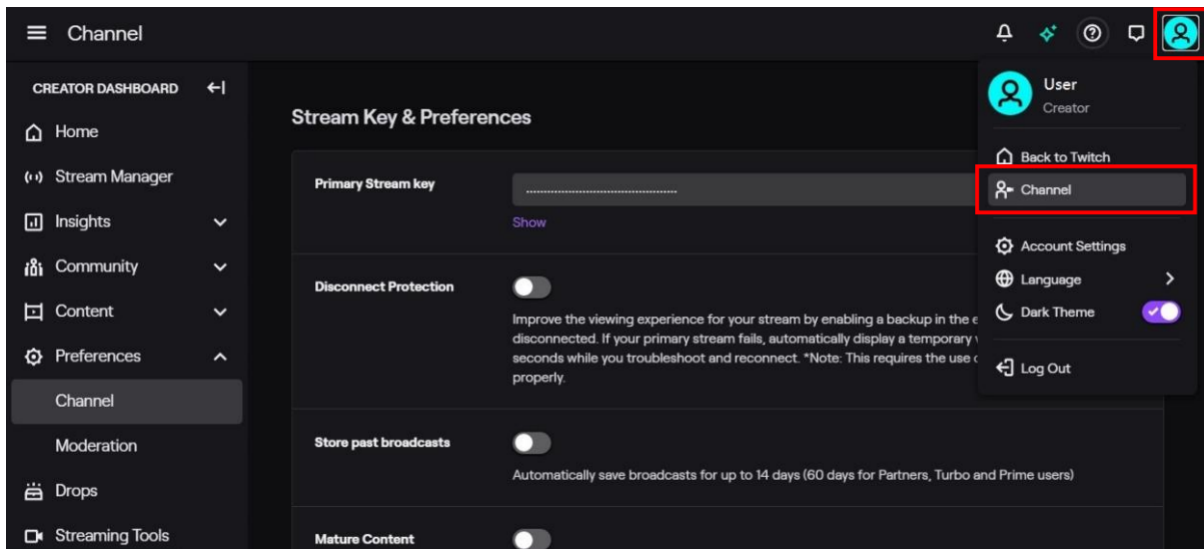 Channel
CREATOR DASHBOARD
Home
Stream Manager
Insights
Community
Content
Preferences
Channel
Moderation
Drops
Streaming Tools
Stream Key & Preferences
Primary Stream key
Show
Disconnect Protection
Improve the viewing experience for your stream by enabling a backup in the e
disconnected. If your primary stream fails, automatically display a temporary
seconds while you troubleshoot and reconnect. *Note: This requires the use
properly.
Store past broadcasts
Automatically save broadcasts for up to 14 days (60 days for Partners, Turbo and Prime users)
Mature Content
User
Creator
Back to Twitch
Channel
Account Settings
Language
Dark Theme
Log Out